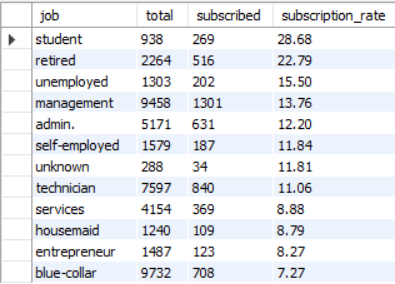 job total subscribed subscription_rate
student 938 269 28.68
retired 2264 516 22.79
unemployed 1303 202 15.50
management 9458 1301 13.76
admin. 5171 631 12.20
self-employed 1579 187 11.84
unknown 288 34 11.81
technician 7597 840 11.06
services 4154 369 8.88
housemaid 1240 109 8.79
entrepreneur 1487 123 8.27
blue-collar 9732 708 7.27